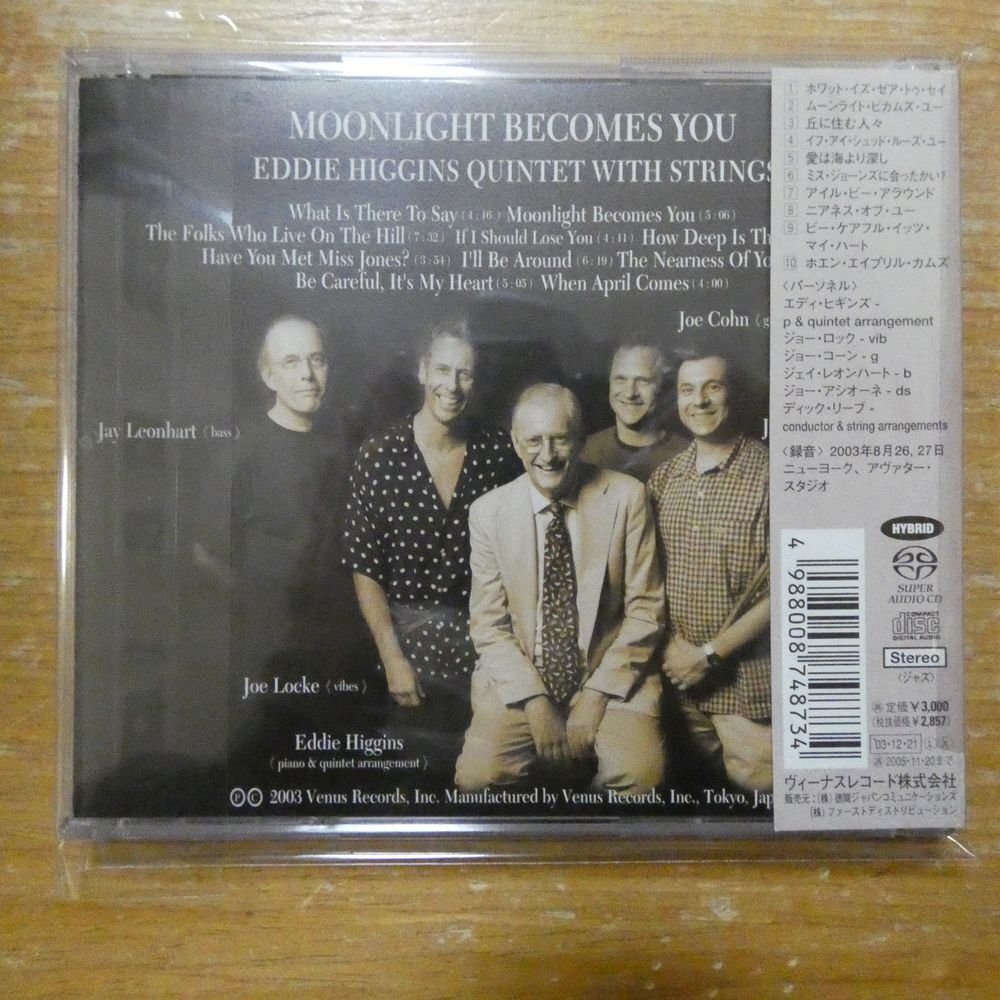 MOONLIGHT BECOMES YOU
EDDIE HIGGINS QUINTET WITH STRINGS
What Is There To Say (4:16) Moonlight Becomes You (5:06)
The Folks Who Live On The Hill (7:32) If I Should Lose You (4:11) How Deep Is Th
Have You Met Miss Jones? (3:54) I'll Be Around (6:19) The Nearness Of Yo
Be Careful, It's My Heart (5:05) When April Comes (4:00)
Joe Cohn ( g
Jay Leonhart ( bass )
J
Joe Locke ( vibes )
Eddie Higgins
( piano & quintet arrangement )
℗© 2003 Venus Records, Inc. Manufactured by Venus Records, Inc., Tokyo, Jap
1 ホワット・イズ・ゼア・トゥ・セイ
2 ムーンライト・ビカムズ・ユー
3 丘に住む人々
4 イフ・アイ・シュッド・ルーズ・ユー
5 愛は海より深し
6 ミス・ジョーンズに会ったかい?
7 アイル・ビー・アラウンド
8 ニアネス・オブ・ユー
9 ビー・ケアフル・イッツ・
マイ・ハート
10 ホエン・エイプリル・カムズ
〈パーソネル〉
エディ・ヒギンズ -
p & quintet arrangement
ジョー・ロック - vib
ジョー・コーン - g
ジェイ・レオンハート - b
ジョー・アシオーネ - ds
ディック・リーブ -
conductor & string arrangements
〈録音〉2003年8月26, 27日
ニューヨーク、アヴァター・
スタジオ
HYBRID
SUPER
AUDIO CD
COMPACT
disc
DIGITAL AUDIO
Stereo
〈ジャズ〉
4 988008 748734
再 定価¥3,000
(税抜価格¥2,857)
'03・12・21 L X
再 2005・11・20まで
ヴィーナスレコード株式会社
販売元:(株)徳間ジャパンコミュニケーションズ
(株)ファーストディストリビューション